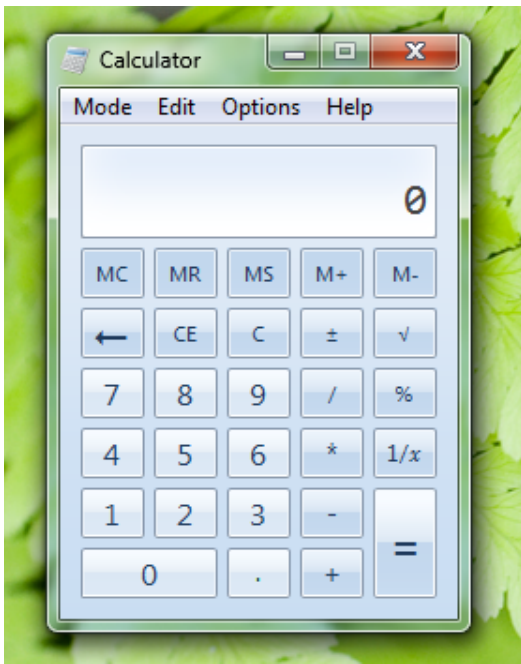 Calculator
Mode Edit Options Help
0
MC MR MS M+ M-
← CE C ± √
7 8 9 / %
4 5 6 * 1/x
1 2 3 -
=
0 . +